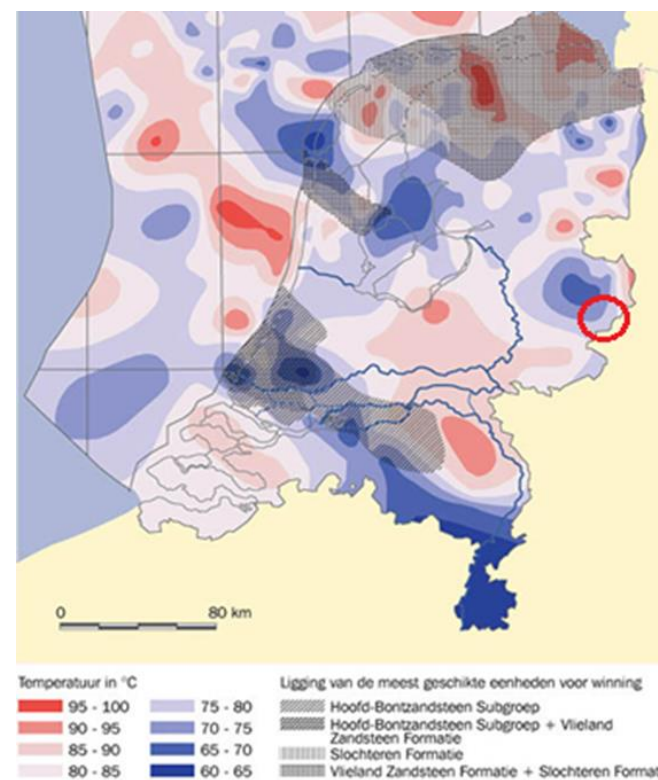 0 80 km
Temperatuur in °C
95 - 100
90 - 95
85 - 90
80 - 85
75 - 80
70 - 75
65 - 70
60 - 65
Ligging van de meest geschikte eenheden voor winning
Hoofd-Bontzandsteen Subgroep
Hoofd-Bontzandsteen Subgroep + Vlieland
Zandsteen Formatie
Slochteren Formatie
Vlieland Zandsteen Formatie + Slochteren Format